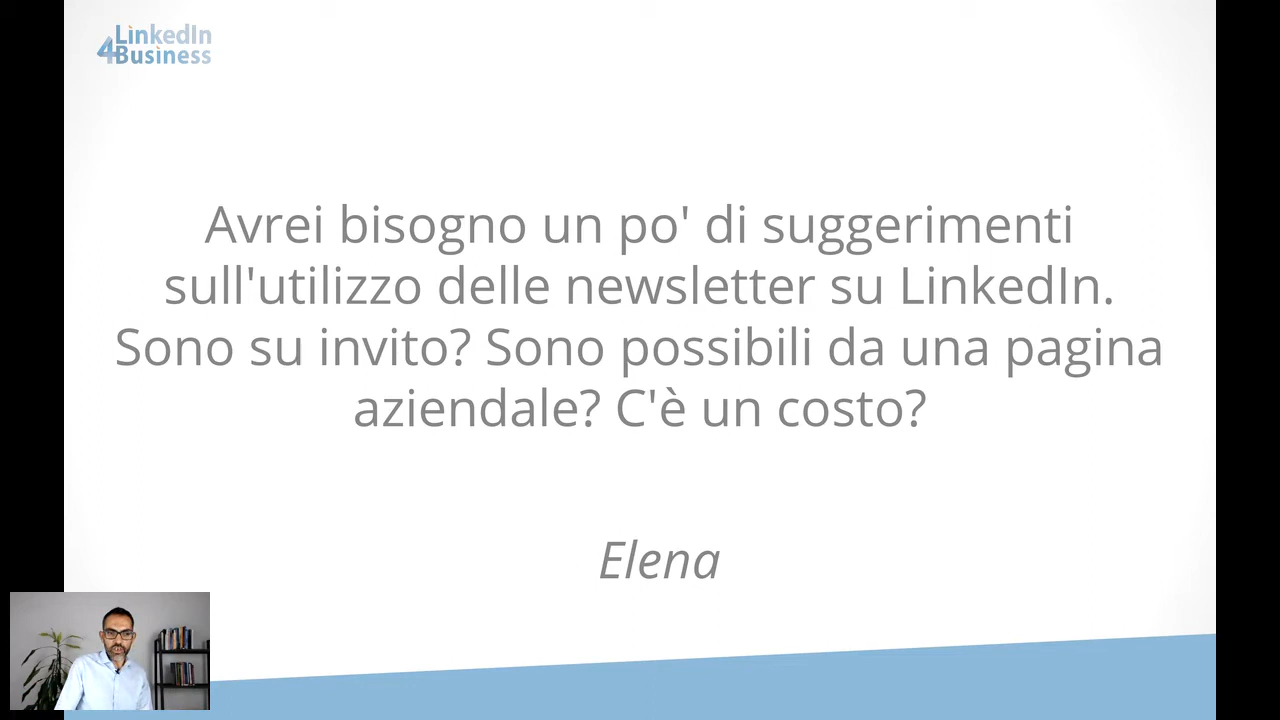 LinkedIn
4Business
Avrei bisogno un po' di suggerimenti
sull'utilizzo delle newsletter su LinkedIn.
Sono su invito? Sono possibili da una pagina
aziendale? C'è un costo?
Elena